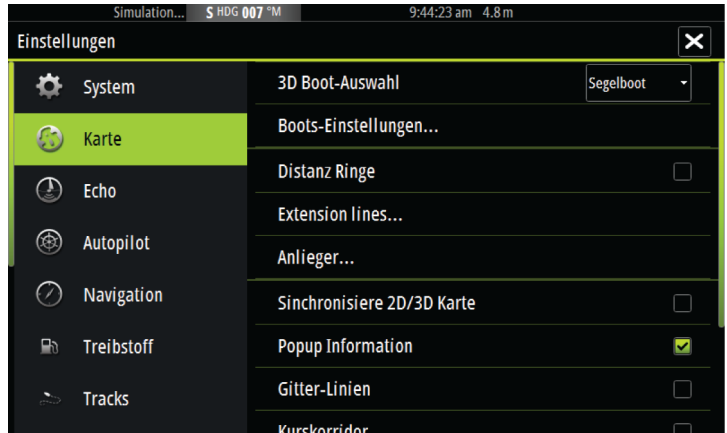 Simulation... S HDG 007 °M 9:44:23 am 4.8 m
Einstellungen
System
Karte
Echo
Autopilot
Navigation
Treibstoff
Tracks
3D Boot-Auswahl Segelboot
Boots-Einstellungen...
Distanz Ringe
Extension lines...
Anlieger...
Sinchronisiere 2D/3D Karte
Popup Information
Gitter-Linien
Kurskorridor